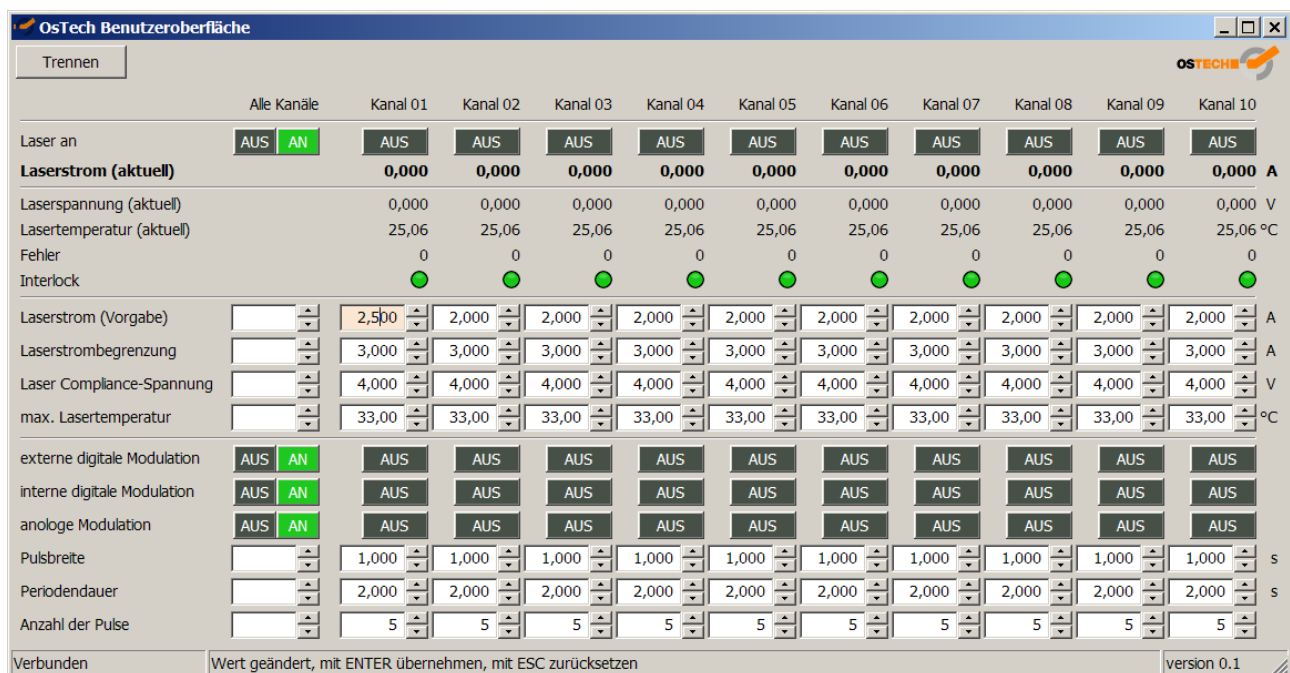 OsTech Benutzeroberfläche
Trennen
OSTECH
Alle Kanäle Kanal 01 Kanal 02 Kanal 03 Kanal 04 Kanal 05 Kanal 06 Kanal 07 Kanal 08 Kanal 09 Kanal 10
Laser an AUS AN AUS AUS AUS AUS AUS AUS AUS AUS AUS AUS
Laserstrom (aktuell) 0,000 0,000 0,000 0,000 0,000 0,000 0,000 0,000 0,000 0,000 A
Laserspannung (aktuell) 0,000 0,000 0,000 0,000 0,000 0,000 0,000 0,000 0,000 0,000 V
Lasertemperatur (aktuell) 25,06 25,06 25,06 25,06 25,06 25,06 25,06 25,06 25,06 25,06 °C
Fehler 0 0 0 0 0 0 0 0 0 0
Interlock
Laserstrom (Vorgabe) 2,500 2,000 2,000 2,000 2,000 2,000 2,000 2,000 2,000 2,000 A
Laserstrombegrenzung 3,000 3,000 3,000 3,000 3,000 3,000 3,000 3,000 3,000 3,000 A
Laser Compliance-Spannung 4,000 4,000 4,000 4,000 4,000 4,000 4,000 4,000 4,000 4,000 V
max. Lasertemperatur 33,00 33,00 33,00 33,00 33,00 33,00 33,00 33,00 33,00 33,00 °C
externe digitale Modulation AUS AN AUS AUS AUS AUS AUS AUS AUS AUS AUS AUS
interne digitale Modulation AUS AN AUS AUS AUS AUS AUS AUS AUS AUS AUS AUS
anologe Modulation AUS AN AUS AUS AUS AUS AUS AUS AUS AUS AUS AUS
Pulsbreite 1,000 1,000 1,000 1,000 1,000 1,000 1,000 1,000 1,000 1,000 s
Periodendauer 2,000 2,000 2,000 2,000 2,000 2,000 2,000 2,000 2,000 2,000 s
Anzahl der Pulse 5 5 5 5 5 5 5 5 5 5
Verbunden Wert geändert, mit ENTER übernehmen, mit ESC zurücksetzen version 0.1